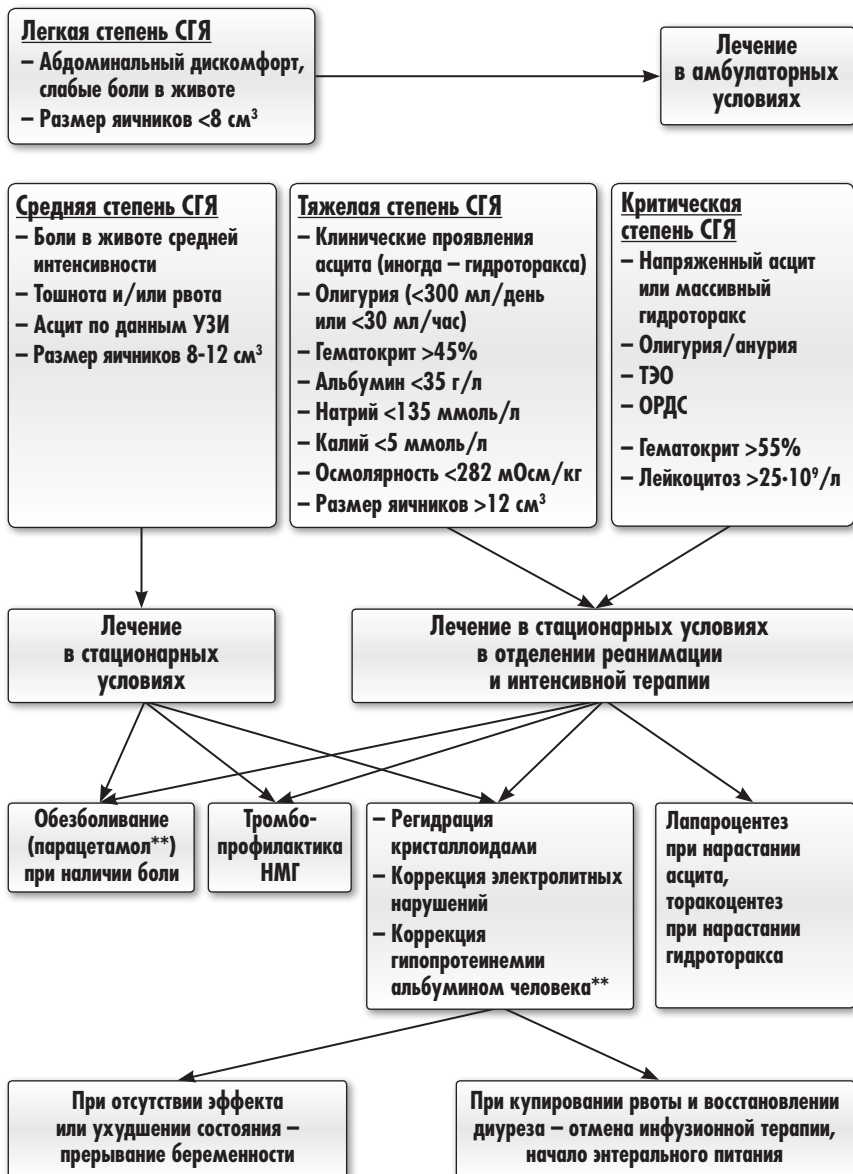 Легкая степень СГЯ
– Абдоминальный дискомфорт,
слабые боли в животе
– Размер яичников <8 см³
Лечение
в амбулаторных
условиях
Средняя степень СГЯ
– Боли в животе средней
интенсивности
– Тошнота и/или рвота
– Асцит по данным УЗИ
– Размер яичников 8-12 см³
Тяжелая степень СГЯ
– Клинические проявления
асцита (иногда – гидроторакса)
– Олигурия (<300 мл/день
или <30 мл/час)
– Гематокрит >45%
– Альбумин <35 г/л
– Натрий <135 ммоль/л
– Калий <5 ммоль/л
– Осмолярность <282 мОсм/кг
– Размер яичников >12 см³
Критическая
степень СГЯ
– Напряженный асцит
или массивный
гидроторакс
– Олигурия/анурия
– ТЭО
– ОРДС
– Гематокрит >55%
– Лейкоцитоз >25·10⁹/л
Лечение
в стационарных
условиях
Лечение в стационарных условиях
в отделении реанимации
и интенсивной терапии
Обезболивание
(парацетамол**)
при наличии боли
Тромбо-
профилактика
НМГ
– Регидрация
кристаллоидами
– Коррекция электролитных
нарушений
– Коррекция
гипопротеинемии
альбумином человека**
Лапароцентез
при нарастании
асцита,
торакоцентез
при нарастании
гидроторакса
При отсутствии эффекта
или ухудшении состояния –
прерывание беременности
При купировании рвоты и восстановлении
диуреза – отмена инфузионной терапии,
начало энтерального питания